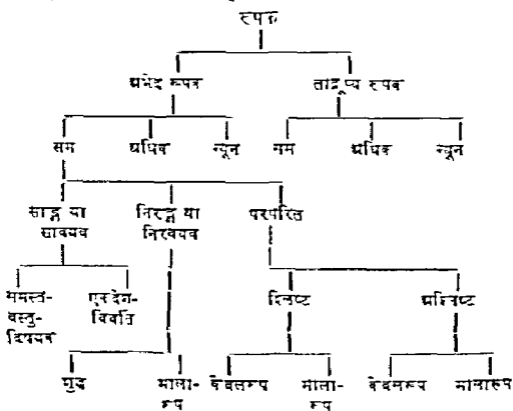 रूपक
अभेद रूपक ताद्रूप्य रूपक
सम अधिक न्यून सम अधिक न्यून
साङ्ग या निरङ्ग या परंपरित
सावयव निरवयव
समस्त- एकदेश- श्लिष्ट अश्लिष्ट
वस्तु- विवर्ति
विषयक
शुद्ध माला- केवलरूप माला- केवलरूप मालारूप
रूप रूप